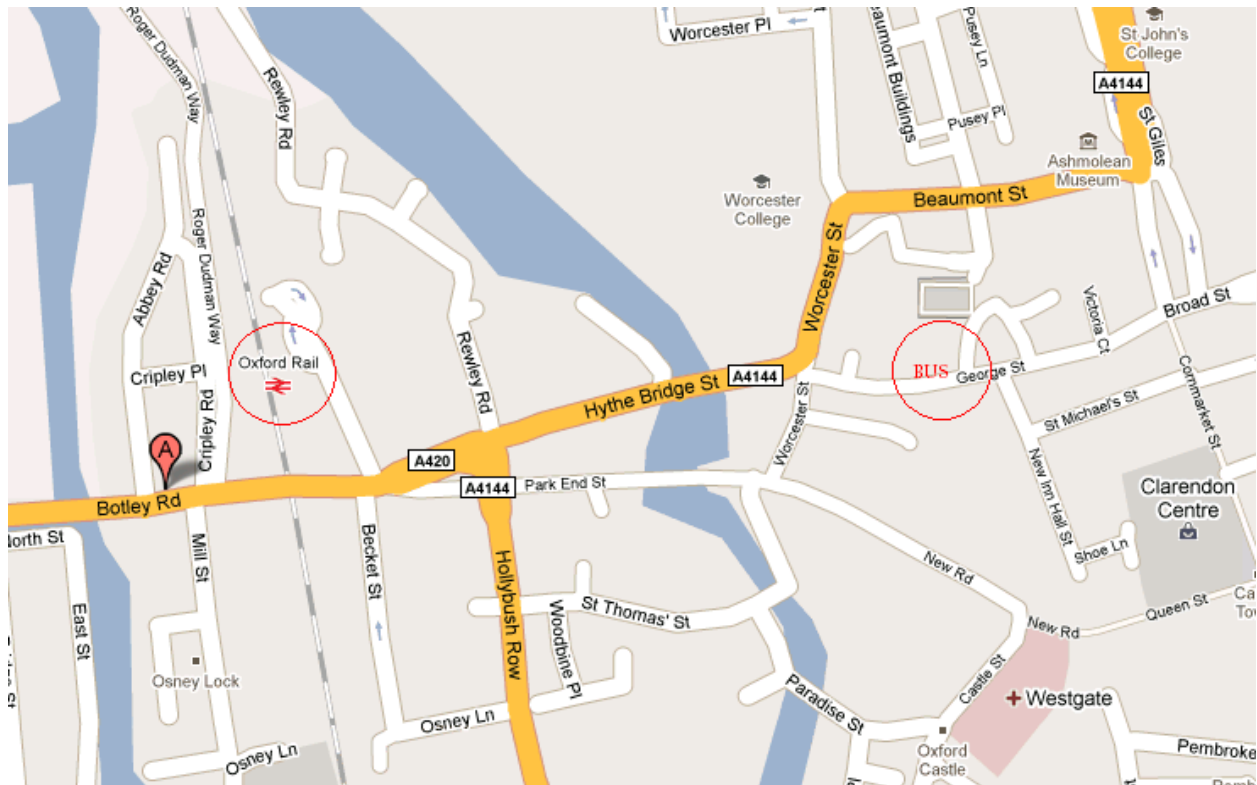 Worcester Pl
Beaumont Buildings
Pusey Ln
St John's
College
A4144
St Giles
Pusey Pl
Ashmolean
Museum
Roger Dudman Way
Rewley Rd
Worcester
College
Beaumont St
Roger Dudman Way
Abbey Rd
Worcester St
Victoria Ct
Broad St
Oxford Rail
Rewley Rd
BUS
George St
Cripley Pl
A4144
Hythe Bridge St
Cornmarket St
St Michael's St
Cripley Rd
Worcester St
A
A420
A4144
Park End St
New Inn Hall St
Clarendon
Centre
Botley Rd
North St
Mill St
Becket St
Hollybush Row
Shoe Ln
New Rd
East St
St Thomas' St
Woodbine Pl
Queen St
New Rd
Osney Lock
Castle St
Westgate
Paradise St
Osney Ln
Osney Ln
Oxford
Castle
Pembroke